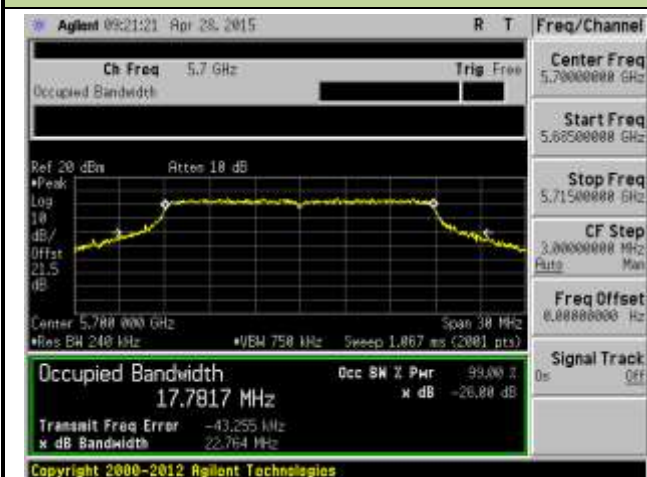 Agilent 09:21:21 Apr 28, 2015 R T
Freq/Channel
Ch Freq 5.7 GHz Trig Free
Occupied Bandwidth
Center Freq
5.70000000 GHz
Start Freq
5.68500000 GHz
Stop Freq
5.71500000 GHz
CF Step
3.00000000 MHz
Auto Man
Freq Offset
0.00000000 Hz
Signal Track
On Off
Ref 20 dBm Atten 10 dB
•Peak
Log
10
dB/
Offst
21.5
dB
Center 5.700 000 GHz Span 30 MHz
•Res BW 240 kHz •VBW 750 kHz Sweep 1.067 ms (2001 pts)
Occupied Bandwidth Occ BW % Pwr 99.00 %
17.7817 MHz x dB -26.00 dB
Transmit Freq Error -43.255 kHz
x dB Bandwidth 22.764 MHz
Copyright 2000-2012 Agilent Technologies